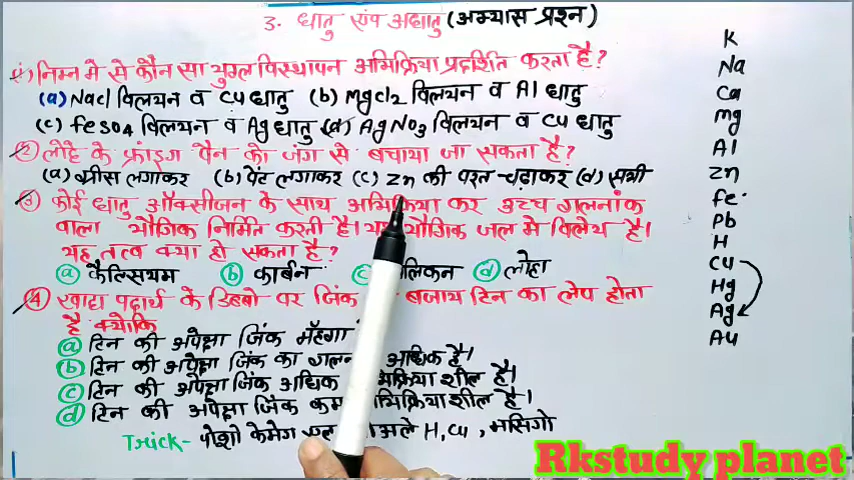 3. धातु एवं अधातु (अभ्यास प्रश्न)
(1) निम्न मे से कौन सा युग्ल विस्थापन अभिक्रिया प्रदर्शित करता है?
(a) Nacl विलयन व Cu धातु (b) MgCl2 विलयन व Al धातु
(c) FeSO4 विलयन व Ag धातु (d) AgNO3 विलयन व Cu धातु
(2) लोहे के फ्राइंग पैन को जंग से बचाया जा सकता है?
(a) ग्रीस लगाकर (b) पेंट लगाकर (c) Zn की परत चढ़ाकर (d) सभी
(3) कोई धातु ऑक्सीजन के साथ अभिक्रिया कर उच्च गलनांक
वाला यौगिक निर्मित करती है। यौगिक जल मे विलेय है।
यह तत्व क्या हो सकता है?
(a) कैल्सियम (b) कार्बन (c) लिकन (d) लोहा
(4) खाद्य पदार्थ के डिब्बो पर जिंक बजाय टिन का लेप होता
है क्योकि
(a) टिन की अपेक्षा जिंक मँहगा
(b) टिन की अपेक्षा जिंक का गलन अधिक है।
(c) टिन की अपेक्षा जिंक अधिक भिक्रिया शील है।
(d) टिन की अपेक्षा जिंक कम भिक्रिया शील है।
Trick- पोशो केमेग अले H, Cu, मसिगो
K
Na
Ca
Mg
Al
Zn
Fe
Pb
H
Cu
Hg
Ag
Au
Rkstudy planet